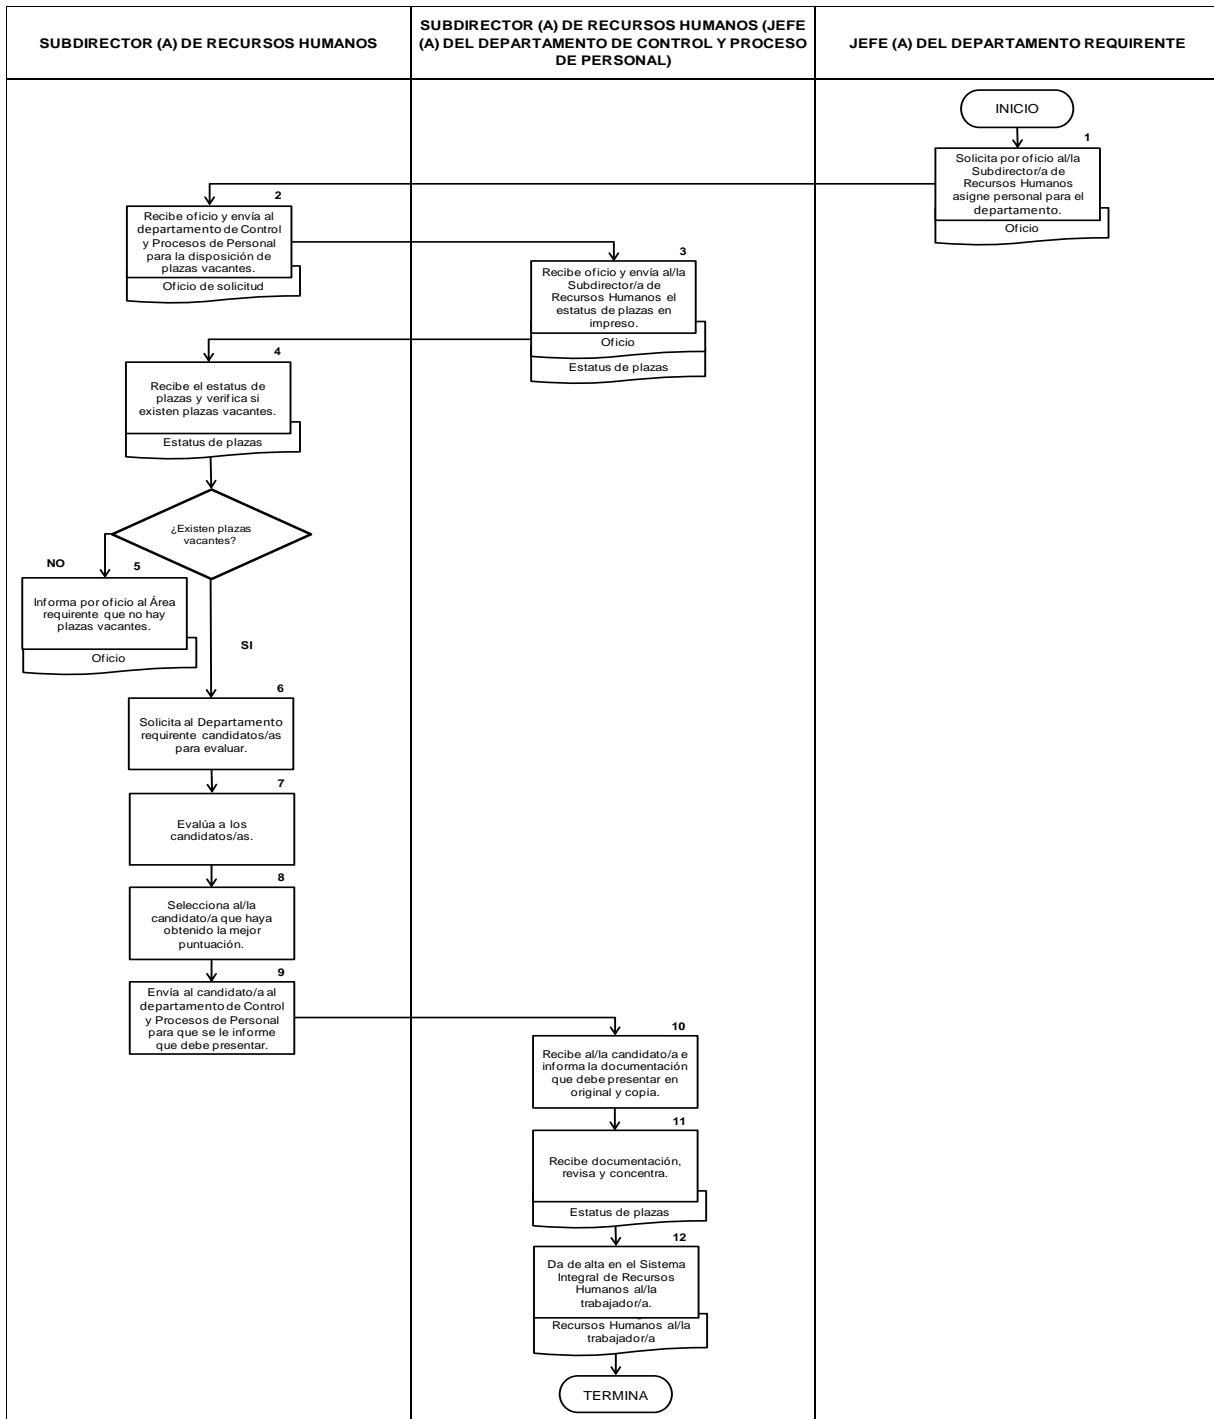 SUBDIRECTOR (A) DE RECURSOS HUMANOS
SUBDIRECTOR (A) DE RECURSOS HUMANOS (JEFE
(A) DEL DEPARTAMENTO DE CONTROL Y PROCESO
DE PERSONAL)
JEFE (A) DEL DEPARTAMENTO REQUIRENTE
INICIO
1
Solicita por oficio al/la
Subdirector/a de
Recursos Humanos
asigne personal para el
departamento.
Oficio
2
Recibe oficio y envía al
departamento de Control
y Procesos de Personal
para la disposición de
plazas vacantes.
Oficio de solicitud
3
Recibe oficio y envía al/la
Subdirector/a de
Recursos Humanos el
estatus de plazas en
impreso.
Oficio
Estatus de plazas
4
Recibe el estatus de
plazas y verifica si
existen plazas vacantes.
Estatus de plazas
¿Existen plazas
vacantes?
NO
5
Informa por oficio al Área
requirente que no hay
plazas vacantes.
Oficio
SI
6
Solicita al Departamento
requirente candidatos/as
para evaluar.
7
Evalúa a los
candidatos/as.
8
Selecciona al/la
candidato/a que haya
obtenido la mejor
puntuación.
9
Envía al candidato/a al
departamento de Control
y Procesos de Personal
para que se le informe
que debe presentar.
10
Recibe al/la candidato/a e
informa la documentación
que debe presentar en
original y copia.
11
Recibe documentación,
revisa y concentra.
Estatus de plazas
12
Da de alta en el Sistema
Integral de Recursos
Humanos al/la
trabajador/a.
Recursos Humanos al/la
trabajador/a
TERMINA